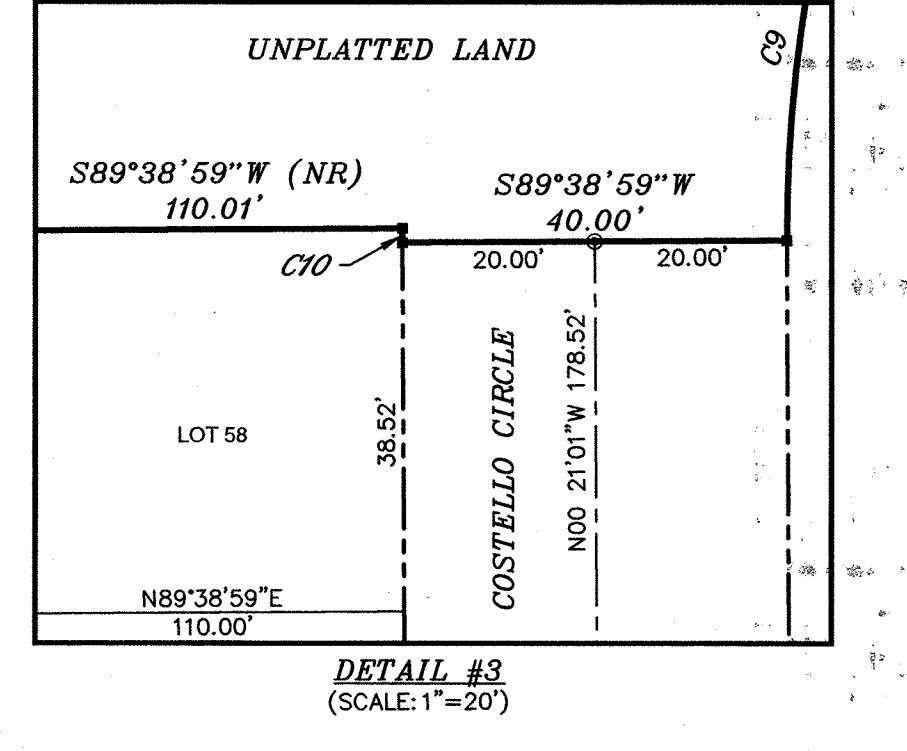 UNPLATTED LAND
C9
S89°38'59"W (NR)
110.01'
S89°38'59"W
40.00'
C10
20.00'
20.00'
LOT 58
38.52'
COSTELLO CIRCLE
N00 21'01"W 178.52'
N89°38'59"E
110.00'
DETAIL #3
(SCALE: 1"=20')